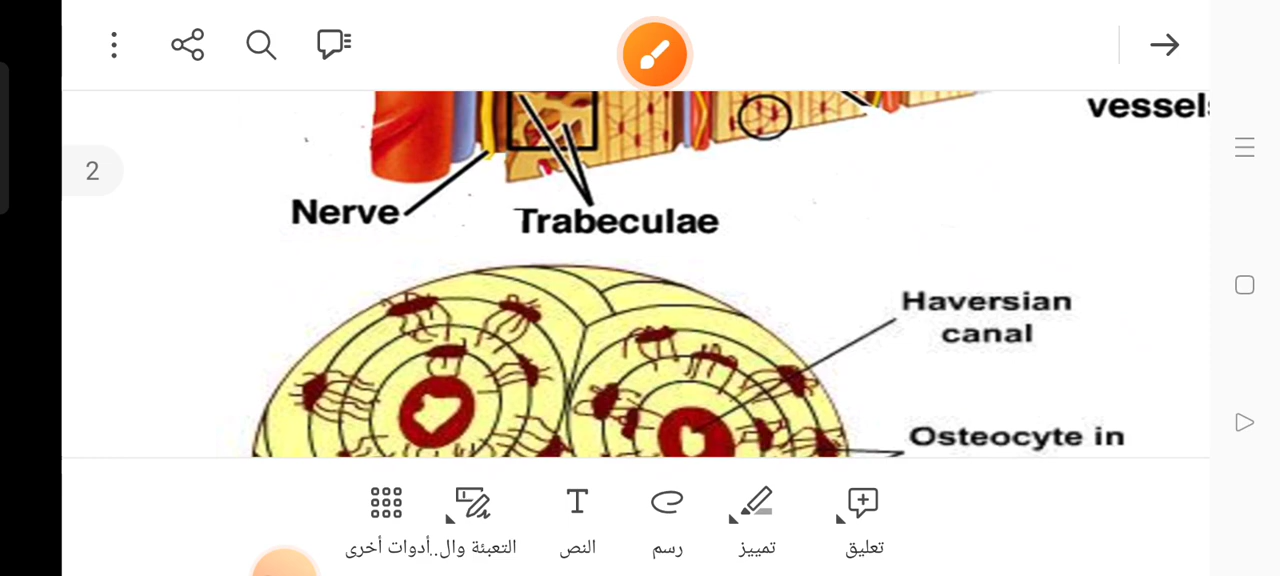 vessels
2
Nerve
Trabeculae
Haversian
canal
Osteocyte in
تعليق
تمييز
رسم
النص
التعبئة وال..
أدوات أخرى